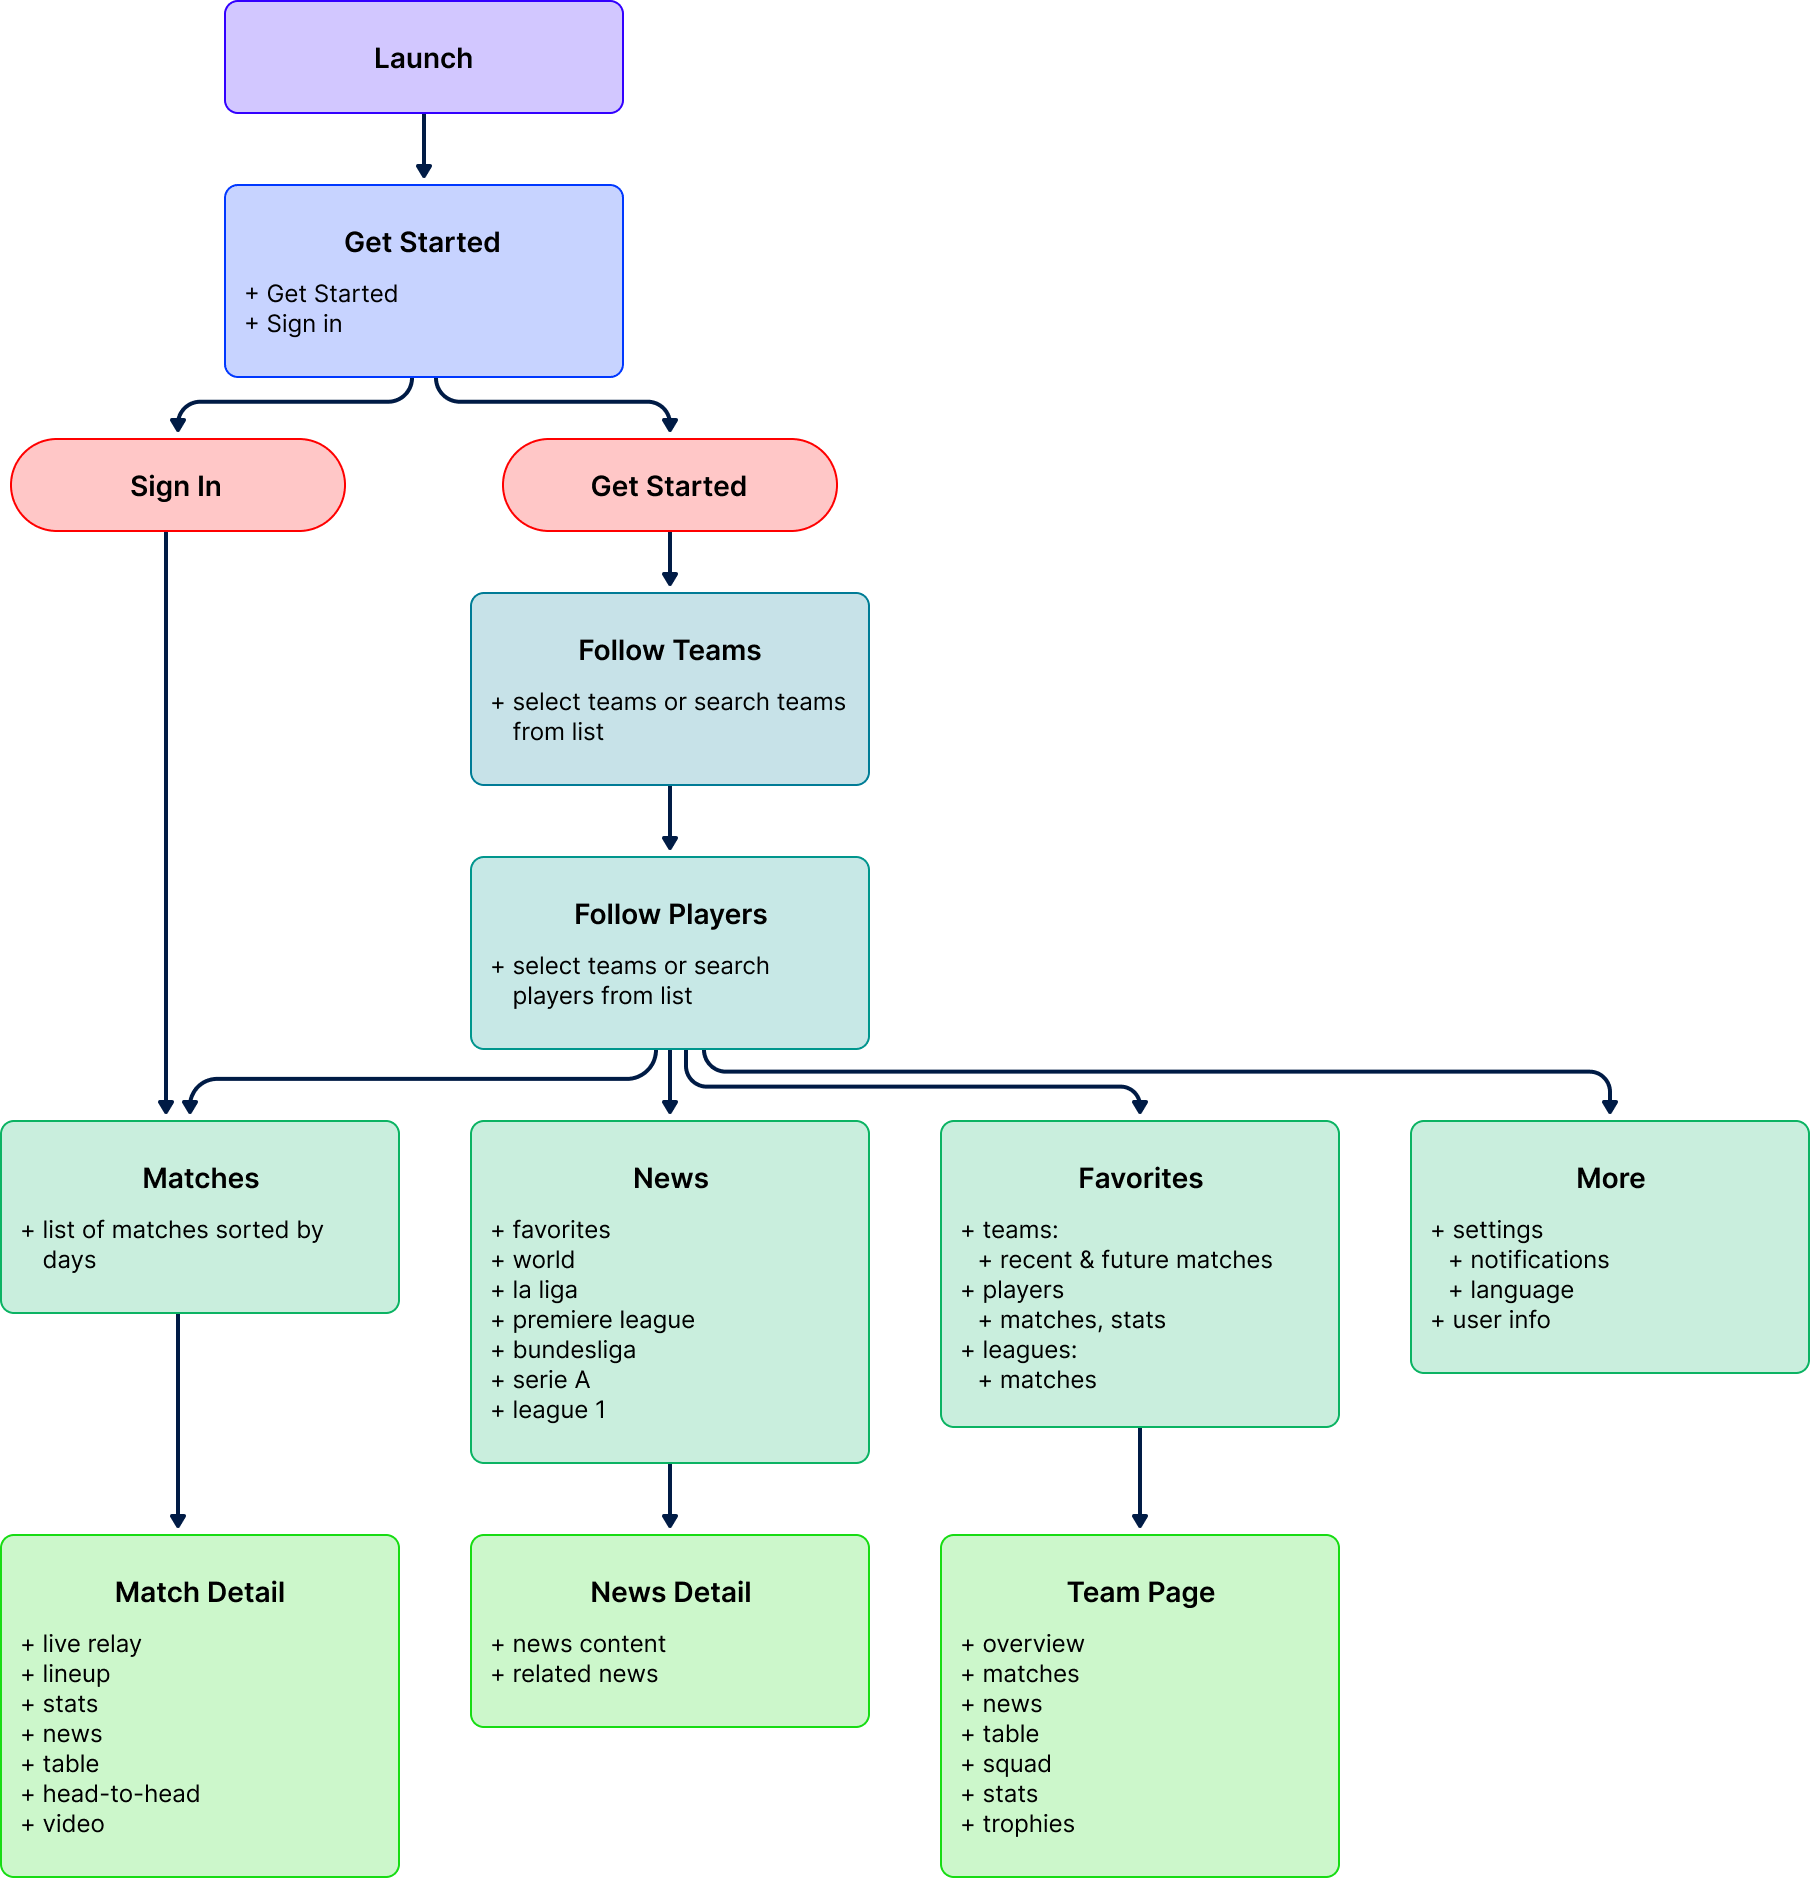 Launch
Get Started
+ Get Started
+ Sign in
Sign In
Get Started
Follow Teams
+ select teams or search teams
from list
Follow Players
+ select teams or search
players from list
Matches
+ list of matches sorted by
days
News
+ favorites
+ world
+ la liga
+ premiere league
+ bundesliga
+ serie A
+ league 1
Favorites
+ teams:
+ recent & future matches
+ players
+ matches, stats
+ leagues:
+ matches
More
+ settings
+ notifications
+ language
+ user info
Match Detail
+ live relay
+ lineup
+ stats
+ news
+ table
+ head-to-head
+ video
News Detail
+ news content
+ related news
Team Page
+ overview
+ matches
+ news
+ table
+ squad
+ stats
+ trophies